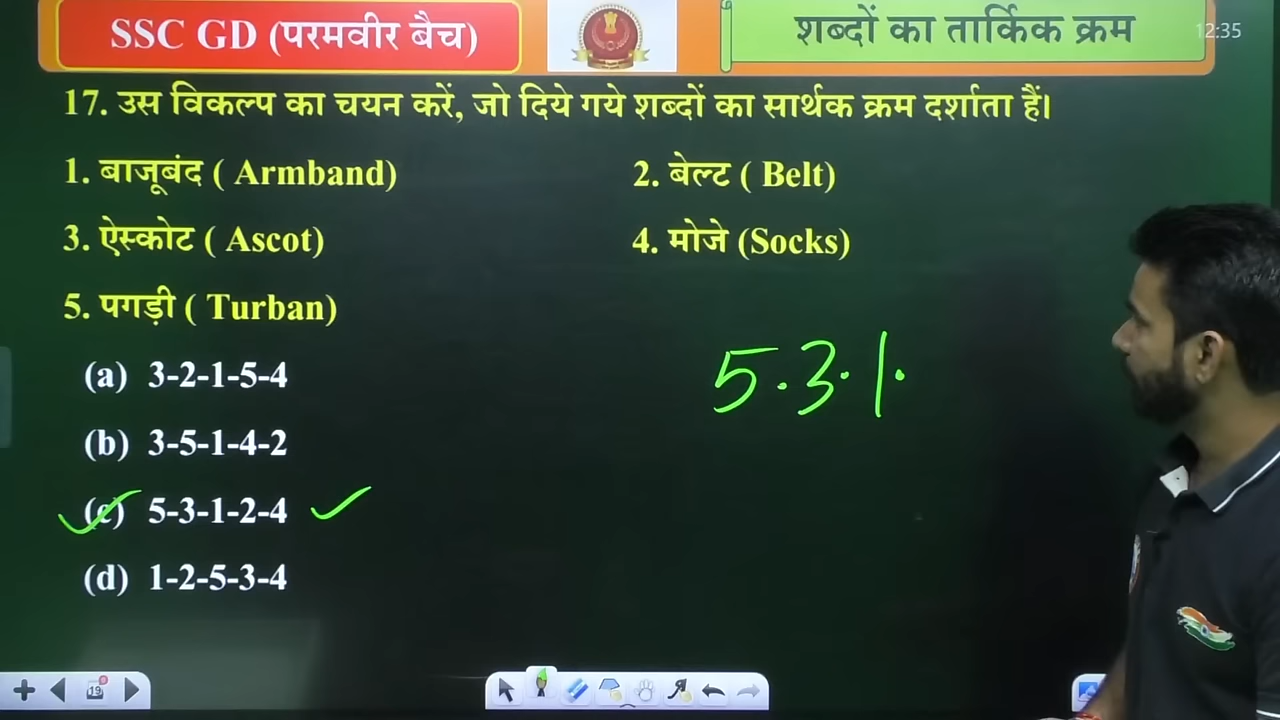 SSC GD (परमवीर बैच)
शब्दों का तार्किक क्रम
12:35
17. उस विकल्प का चयन करें, जो दिये गये शब्दों का सार्थक क्रम दर्शाता हैं।
1. बाजूबंद ( Armband)
2. बेल्ट ( Belt)
3. ऐस्कोट ( Ascot)
4. मोजे (Socks)
5. पगड़ी ( Turban)
(a) 3-2-1-5-4
(b) 3-5-1-4-2
(c) 5-3-1-2-4
(d) 1-2-5-3-4
5.3.1.
19